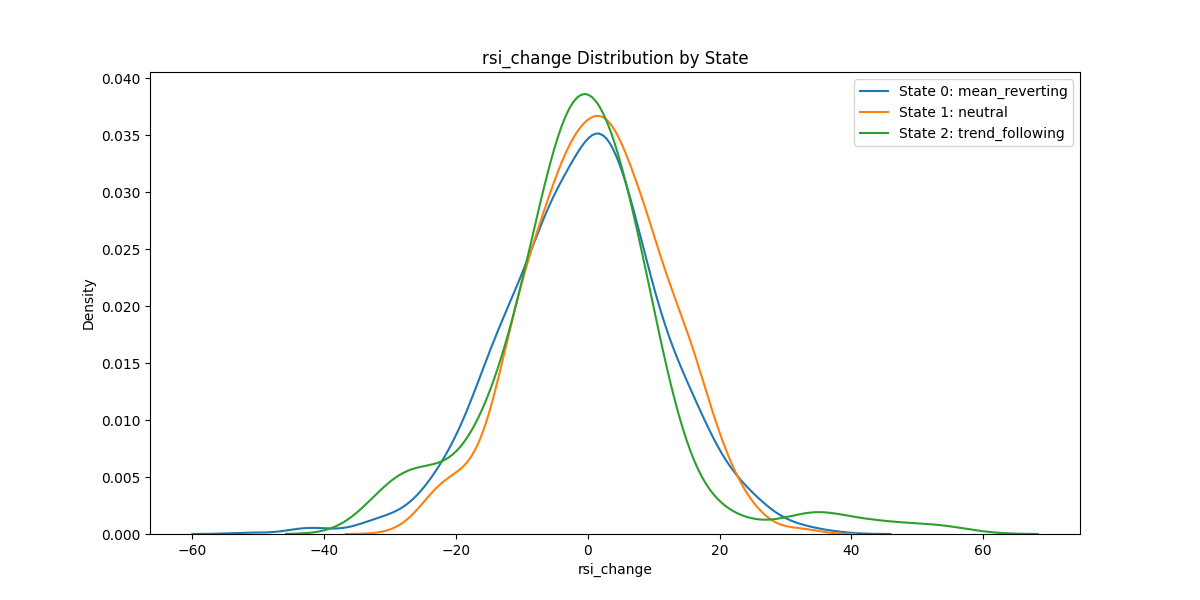 rsi_change Distribution by State
State 0: mean_reverting
State 1: neutral
State 2: trend_following
Density
0.040
0.035
0.030
0.025
0.020
0.015
0.010
0.005
0.000
−60 −40 −20 0 20 40 60
rsi_change